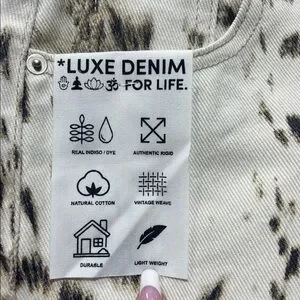 *LUXE DENIM
ॐ FOR LIFE.
REAL INDIGO / DYE
AUTHENTIC RIGID
NATURAL COTTON
VINTAGE WEAVE
DURABLE
LIGHT WEIGHT